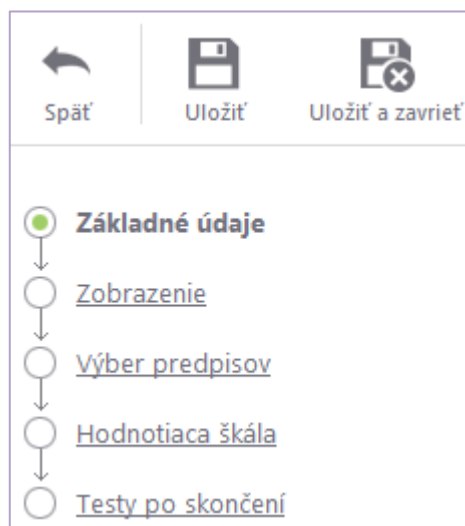 Späť
Uložiť
Uložiť a zavrieť
Základné údaje
Zobrazenie
Výber predpisov
Hodnotiaca škála
Testy po skončení